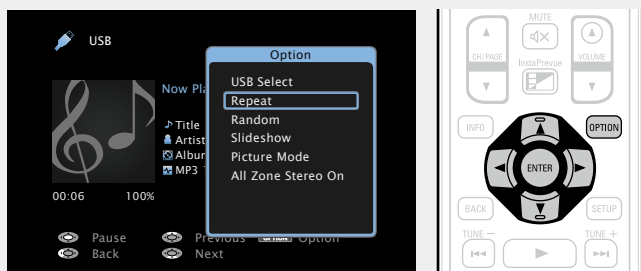 USB
Option
USB Select
Repeat
Random
Slideshow
Picture Mode
All Zone Stereo On
Now Pla
Title
Artist
Albu
MP3
00:06 100%
Pause
Previous
OPTION Option
Back
Next
MUTE
CH/PAGE
InstaPrevue
VOLUME
INFO
OPTION
ENTER
BACK
SETUP
TUNE −
TUNE +